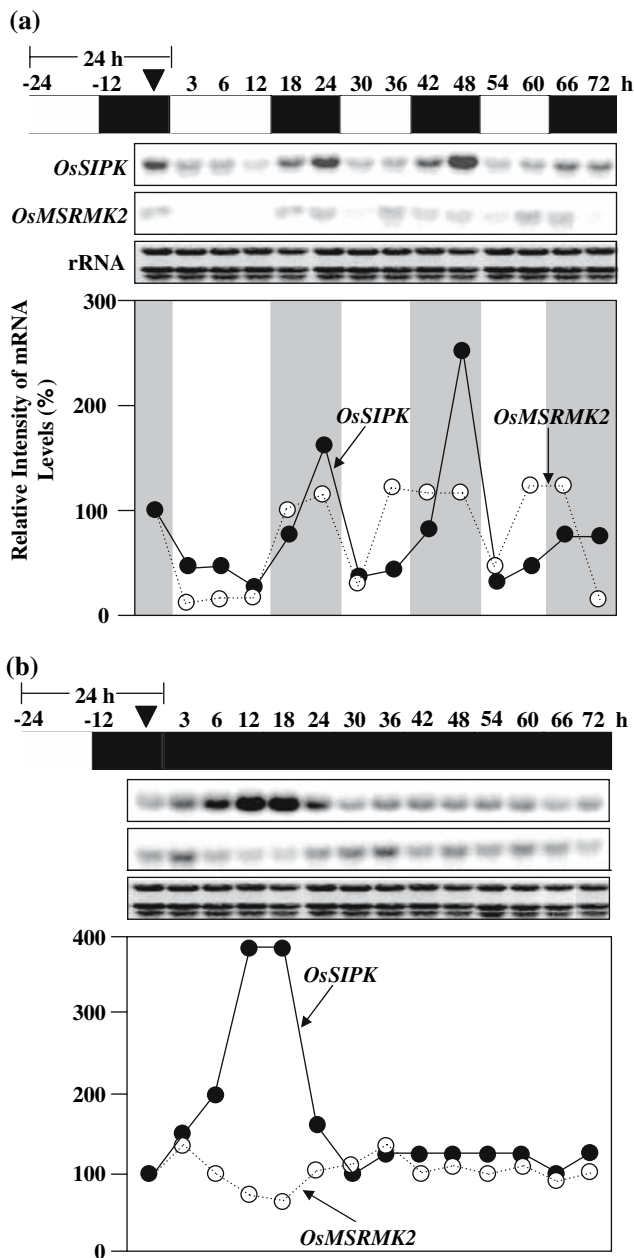 (a)
24 h
-24 -12 3 6 12 18 24 30 36 42 48 54 60 66 72 h
OsSIPK
OsMSRMK2
rRNA
Relative Intensity of mRNA
Levels (%)
300
200
100
0
OsSIPK
OsMSRMK2
(b)
24 h
-24 -12 3 6 12 18 24 30 36 42 48 54 60 66 72
400
300
200
100
0
OsSIPK
OsMSRMK2